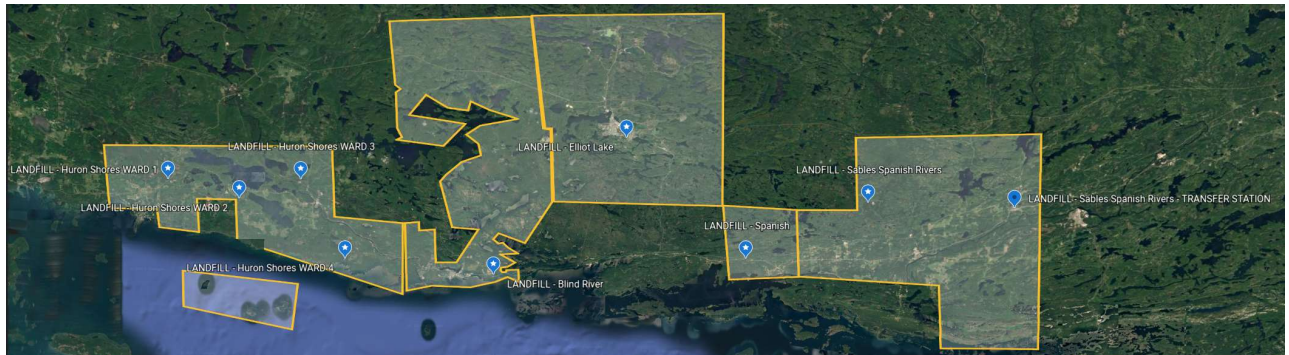 LANDFILL - Huron Shores WARD 3
LANDFILL - Elliot Lake
LANDFILL - Huron Shores WARD 1
LANDFILL - Sables Spanish Rivers
LANDFILL - Sables Spanish Rivers - TRANSFER STATION
LANDFILL - Huron Shores WARD 2
LANDFILL - Spanish
LANDFILL - Huron Shores WARD 4
LANDFILL - Blind River